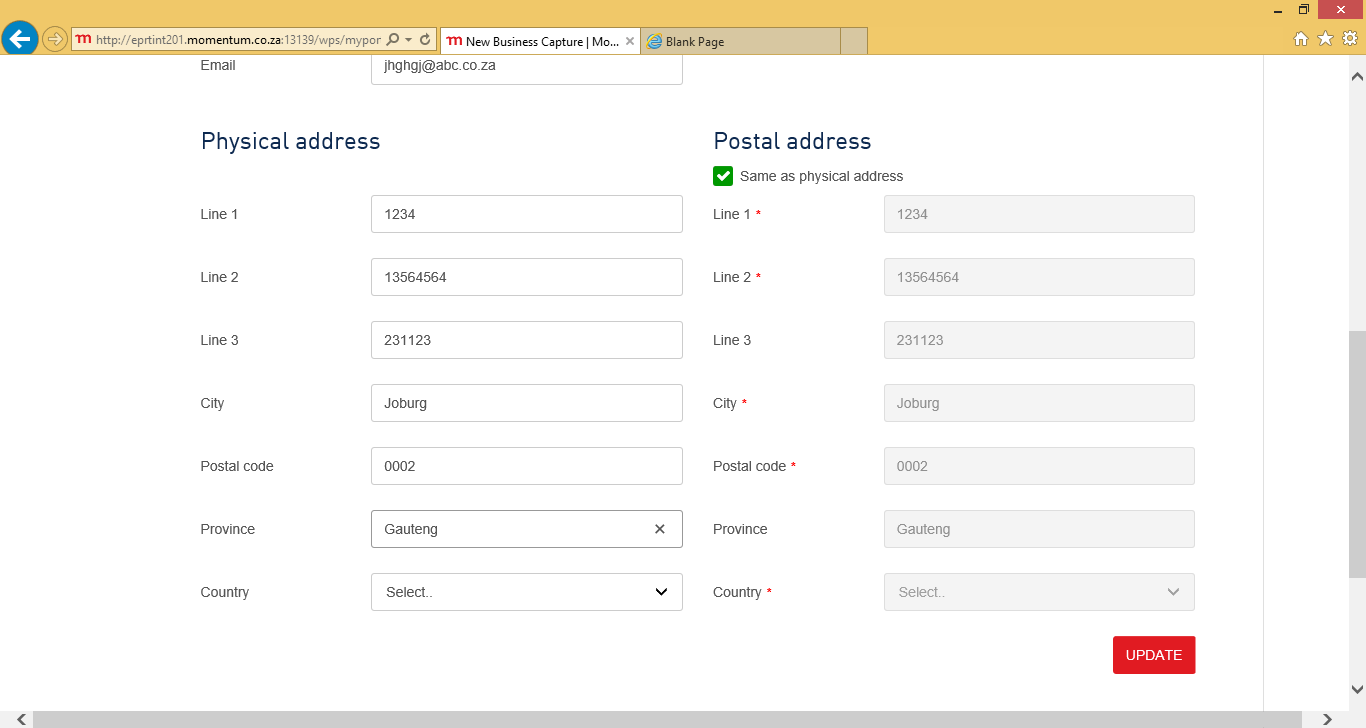 http://eprtint201.momentum.co.za:13139/wps/mypor
m New Business Capture | Mo...
Blank Page
Email
jhghgj@abc.co.za
Physical address
Postal address
Same as physical address
Line 1
1234
Line 1 *
1234
Line 2
13564564
Line 2 *
13564564
Line 3
231123
Line 3
231123
City
Joburg
City *
Joburg
Postal code
0002
Postal code *
0002
Province
Gauteng
Province
Gauteng
Country
Select..
Country *
Select..
UPDATE